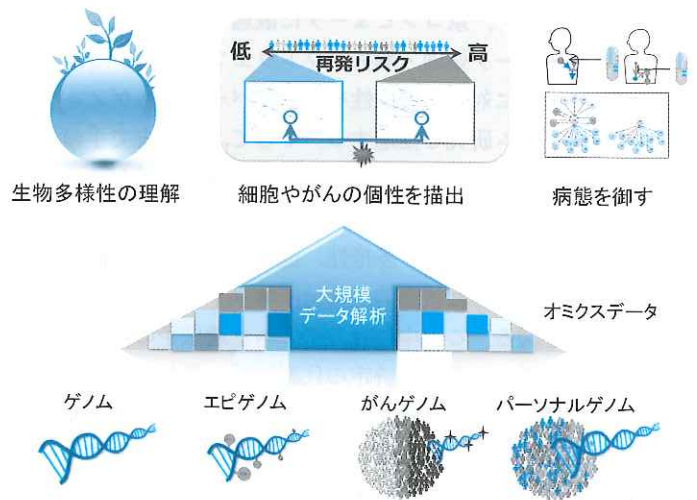 低
高
再発リスク
生物多様性の理解
細胞やがんの個性を描出
病態を御す
大規模
データ解析
オミクスデータ
ゲノム
エピゲノム
がんゲノム
パーソナルゲノム